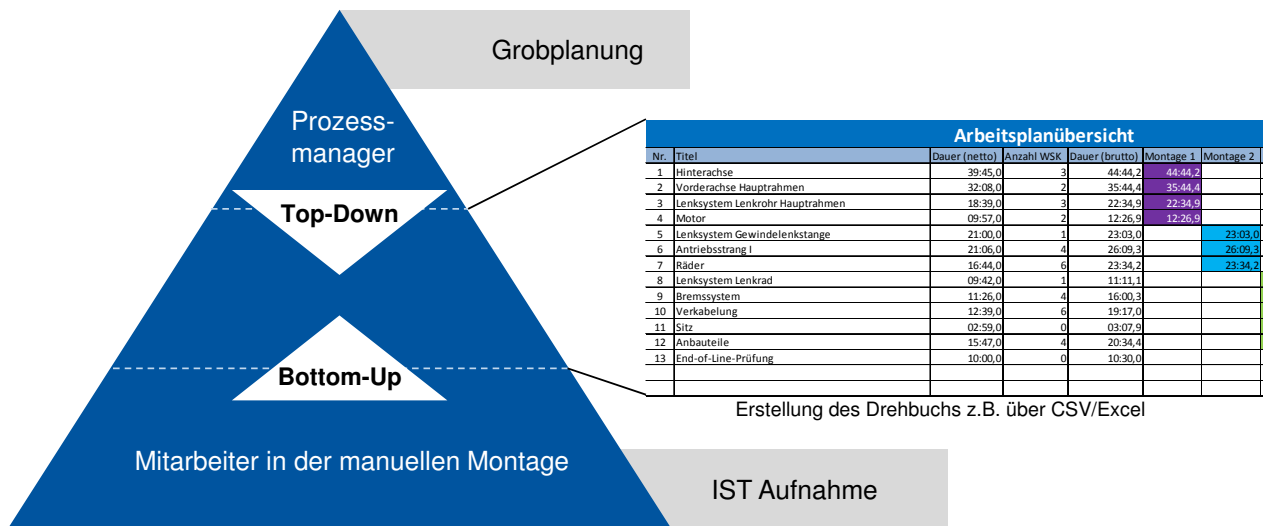 Grobplanung
Prozess-
manager
Top-Down
Bottom-Up
Mitarbeiter in der manuellen Montage
IST Aufnahme
Arbeitsplanübersicht
Nr. Titel Dauer (netto) Anzahl WSK Dauer (brutto) Montage 1 Montage 2
1 Hinterachse 39:45,0 3 44:44,2 44:44,2
2 Vorderachse Hauptrahmen 32:08,0 2 35:44,4 35:44,4
3 Lenksystem Lenkrohr Hauptrahmen 18:39,0 3 22:34,9 22:34,9
4 Motor 09:57,0 2 12:26,9 12:26,9
5 Lenksystem Gewindelenkstange 21:00,0 1 23:03,0 23:03,0
6 Antriebsstrang I 21:06,0 4 26:09,3 26:09,3
7 Räder 16:44,0 6 23:34,2 23:34,2
8 Lenksystem Lenkrad 09:42,0 1 11:11,1
9 Bremssystem 11:26,0 4 16:00,3
10 Verkabelung 12:39,0 6 19:17,0
11 Sitz 02:59,0 0 03:07,9
12 Anbauteile 15:47,0 4 20:34,4
13 End-of-Line-Prüfung 10:00,0 0 10:30,0
Erstellung des Drehbuchs z.B. über CSV/Excel